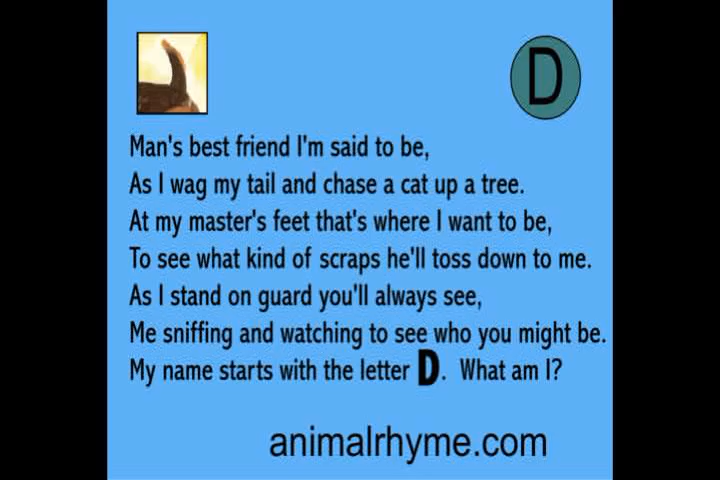 D
Man's best friend I'm said to be,
As I wag my tail and chase a cat up a tree.
At my master's feet that's where I want to be,
To see what kind of scraps he'll toss down to me.
As I stand on guard you'll always see,
Me sniffing and watching to see who you might be.
My name starts with the letter D. What am I?
animalrhyme.com